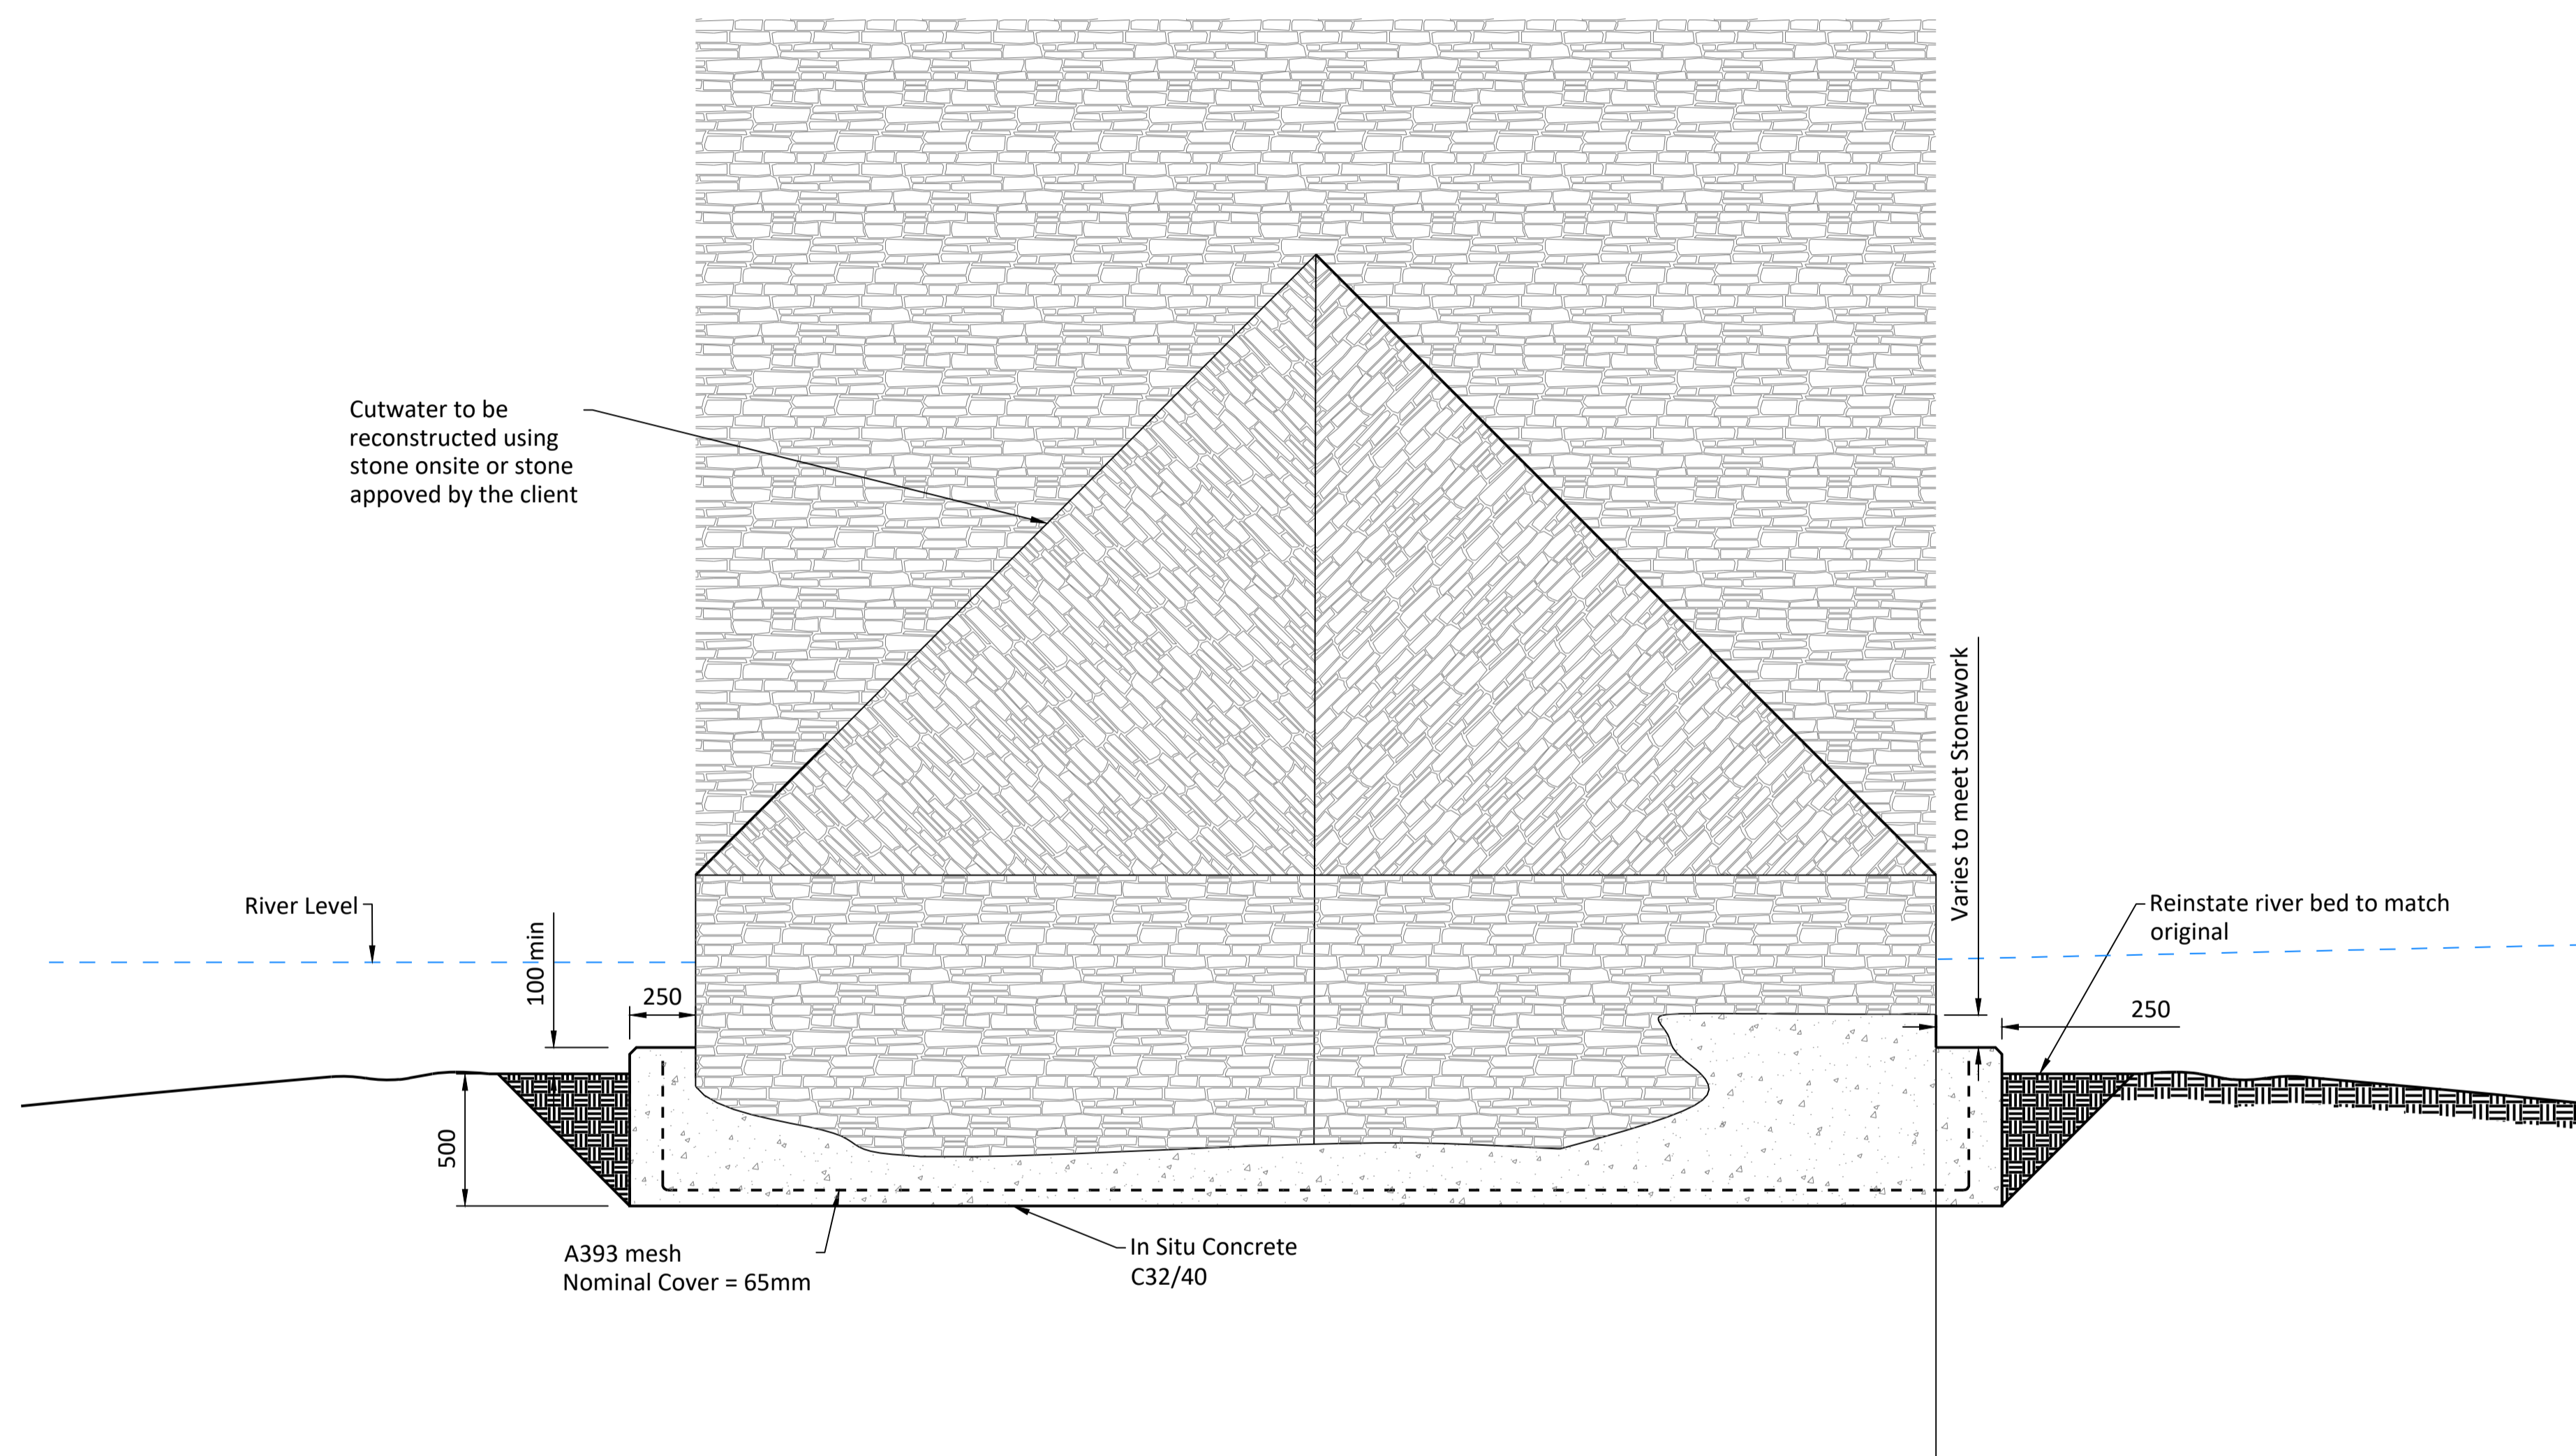 Cutwater to be
reconstructed using
stone onsite or stone
appoved by the client
Varies to meet Stonework
River Level
100 min
250
Reinstate river bed to match
original
250
500
A393 mesh
Nominal Cover = 65mm
In Situ Concrete
C32/40